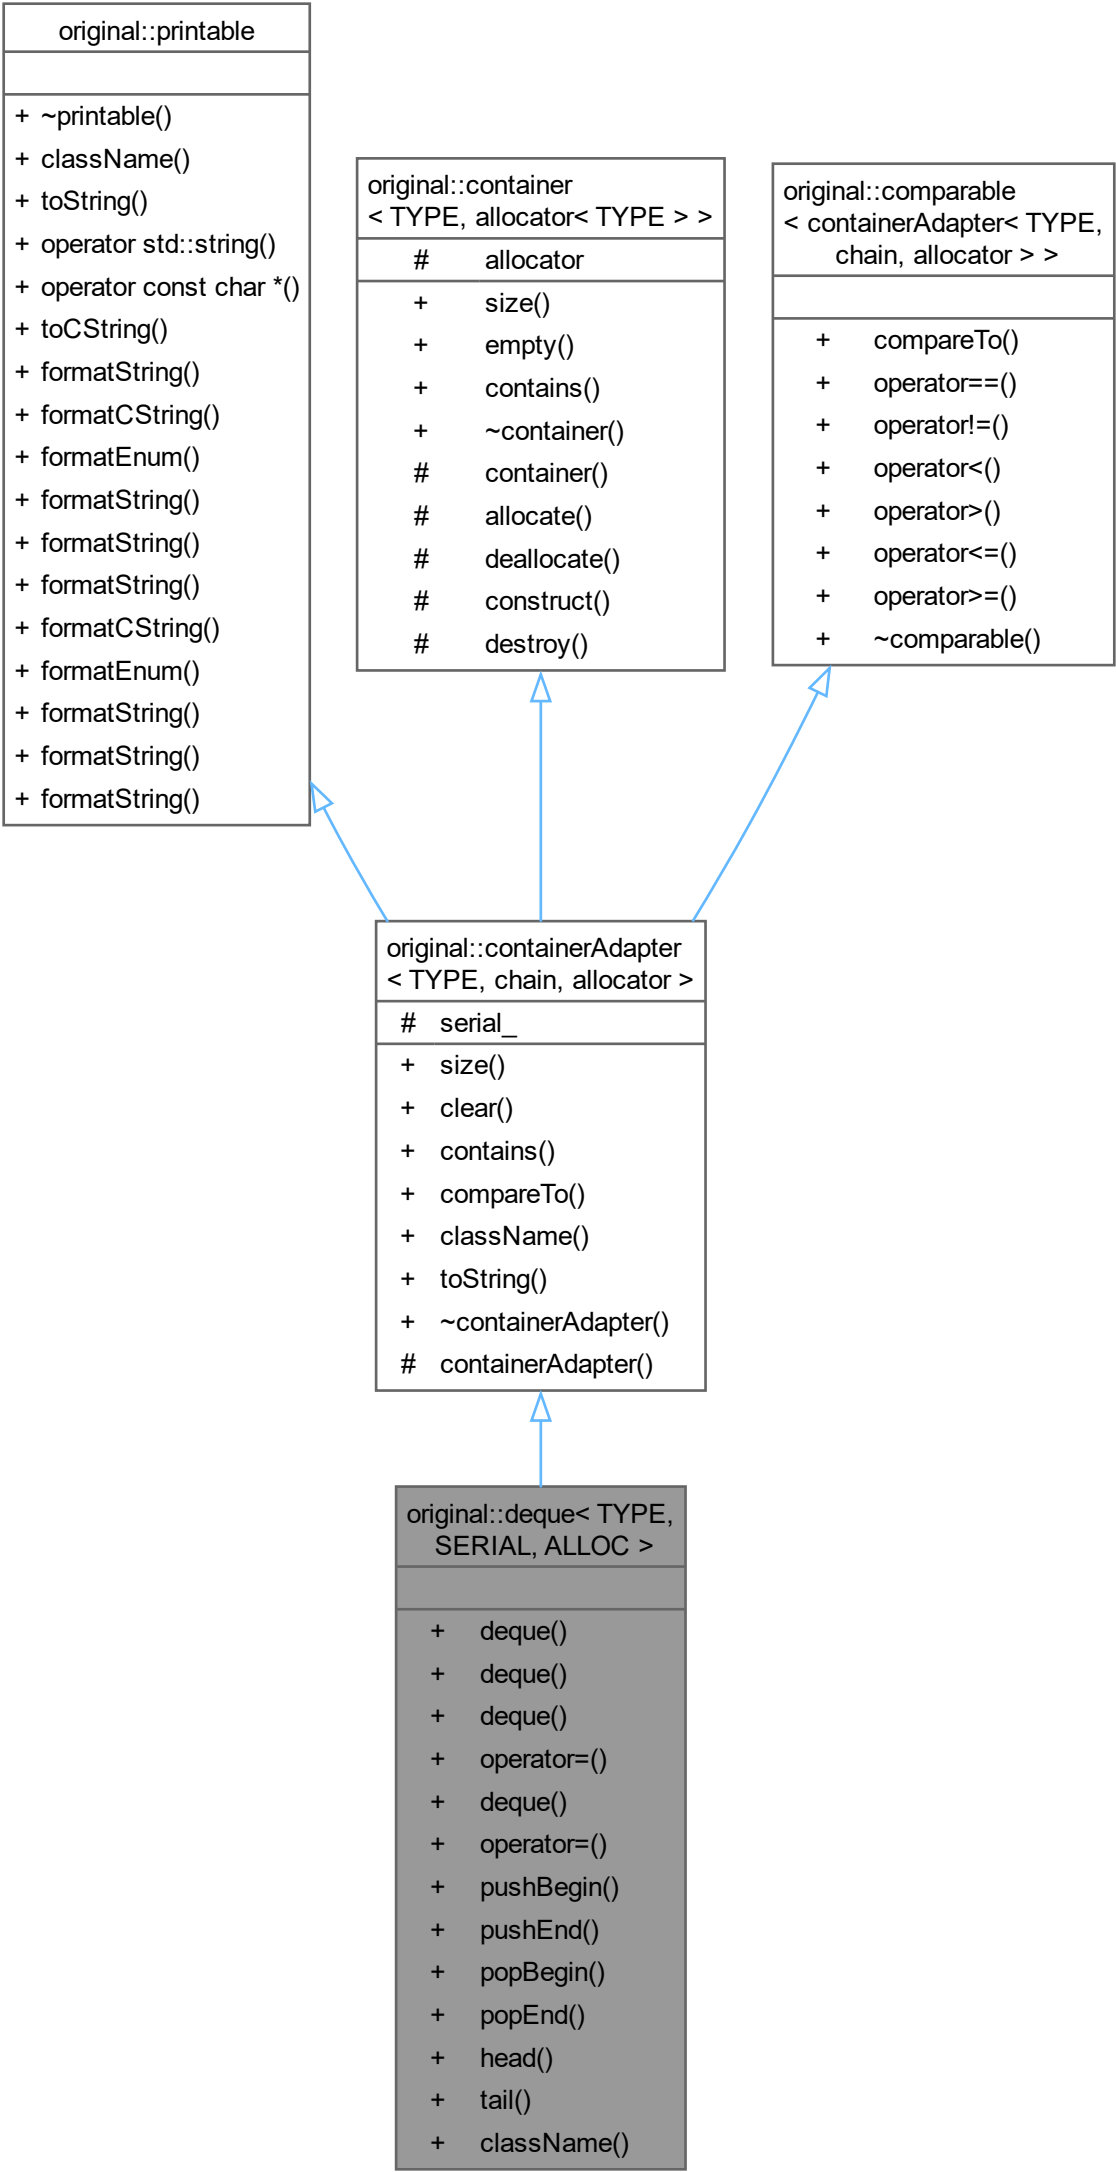 original::printable
+ ~printable()
+ className()
+ toString()
+ operator std::string()
+ operator const char *()
+ toCString()
+ formatString()
+ formatCString()
+ formatEnum()
+ formatString()
+ formatString()
+ formatString()
+ formatCString()
+ formatEnum()
+ formatString()
+ formatString()
+ formatString()
original::container
< TYPE, allocator< TYPE > >
# allocator
+ size()
+ empty()
+ contains()
+ ~container()
# container()
# allocate()
# deallocate()
# construct()
# destroy()
original::comparable
< containerAdapter< TYPE,
chain, allocator > >
+ compareTo()
+ operator==()
+ operator!=()
+ operator<()
+ operator>()
+ operator<=()
+ operator>=()
+ ~comparable()
original::containerAdapter
< TYPE, chain, allocator >
# serial_
+ size()
+ clear()
+ contains()
+ compareTo()
+ className()
+ toString()
+ ~containerAdapter()
# containerAdapter()
original::deque< TYPE,
SERIAL, ALLOC >
+ deque()
+ deque()
+ deque()
+ operator=()
+ deque()
+ operator=()
+ pushBegin()
+ pushEnd()
+ popBegin()
+ popEnd()
+ head()
+ tail()
+ className()